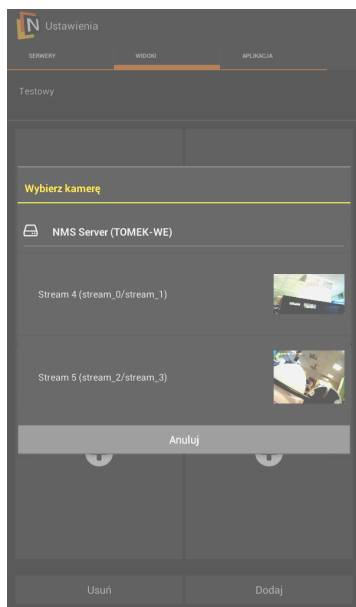 N Ustawienia
SERWERY WIDOKI APLIKACJA
Testowy
Wybierz kamerę
NMS Server (TOMEK-WE)
Stream 4 (stream_0/stream_1)
Stream 5 (stream_2/stream_3)
Anuluj
Usuń Dodaj